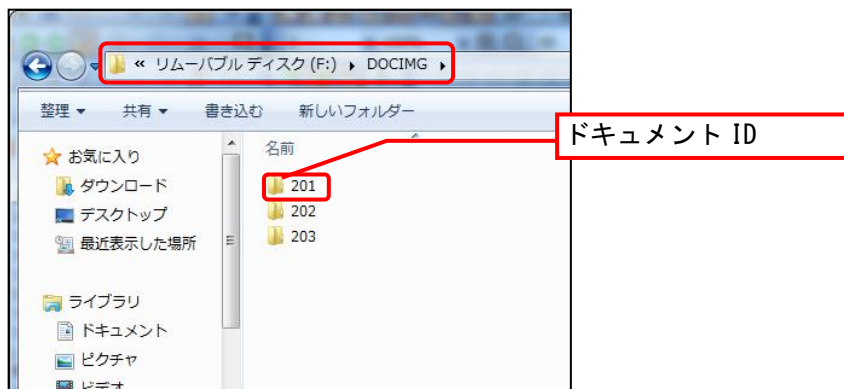 « リムーバブル ディスク (F:) ▸ DOCIMG ▸
整理 ▼ 共有 ▼ 書き込む 新しいフォルダー
ドキュメント ID
お気に入り
ダウンロード
デスクトップ
最近表示した場所
ライブラリ
ドキュメント
ピクチャ
ビデオ
名前
201
202
203